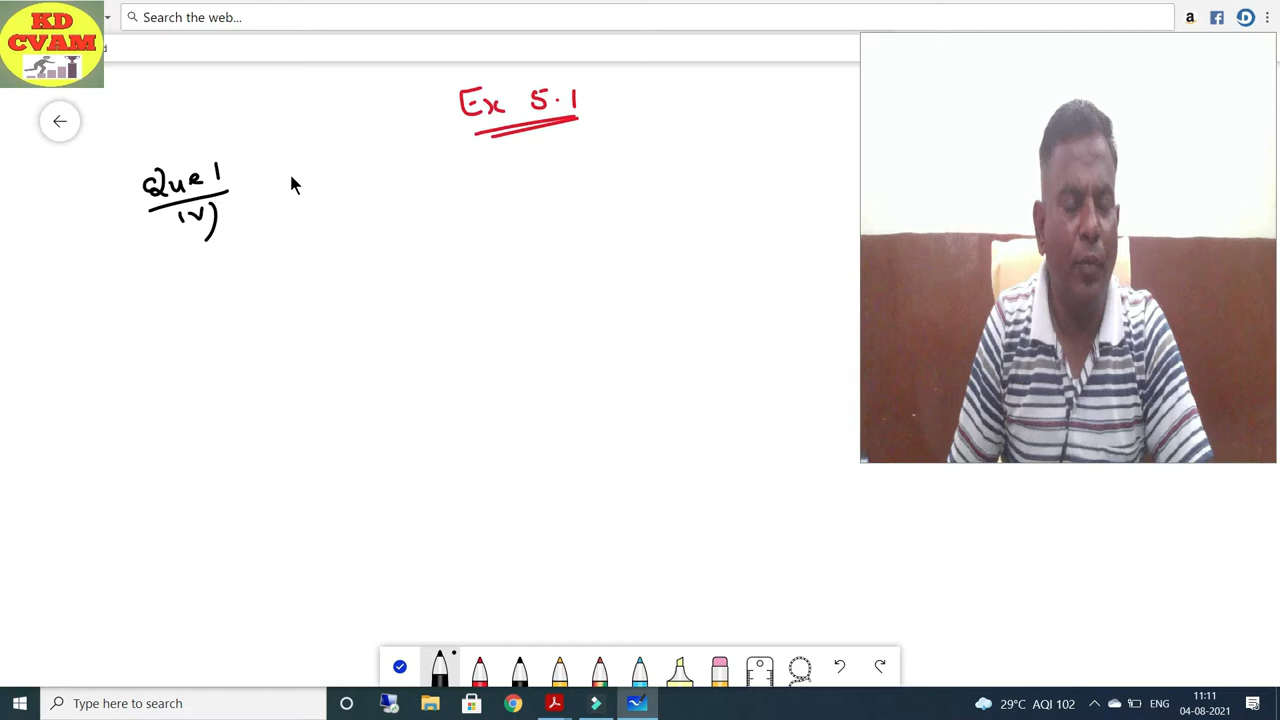 KD
CVAM
Search the web...
d
Ex 5.1
Que 1
iv)
Type here to search
29°C AQI 102
ENG
11:11
04-08-2021